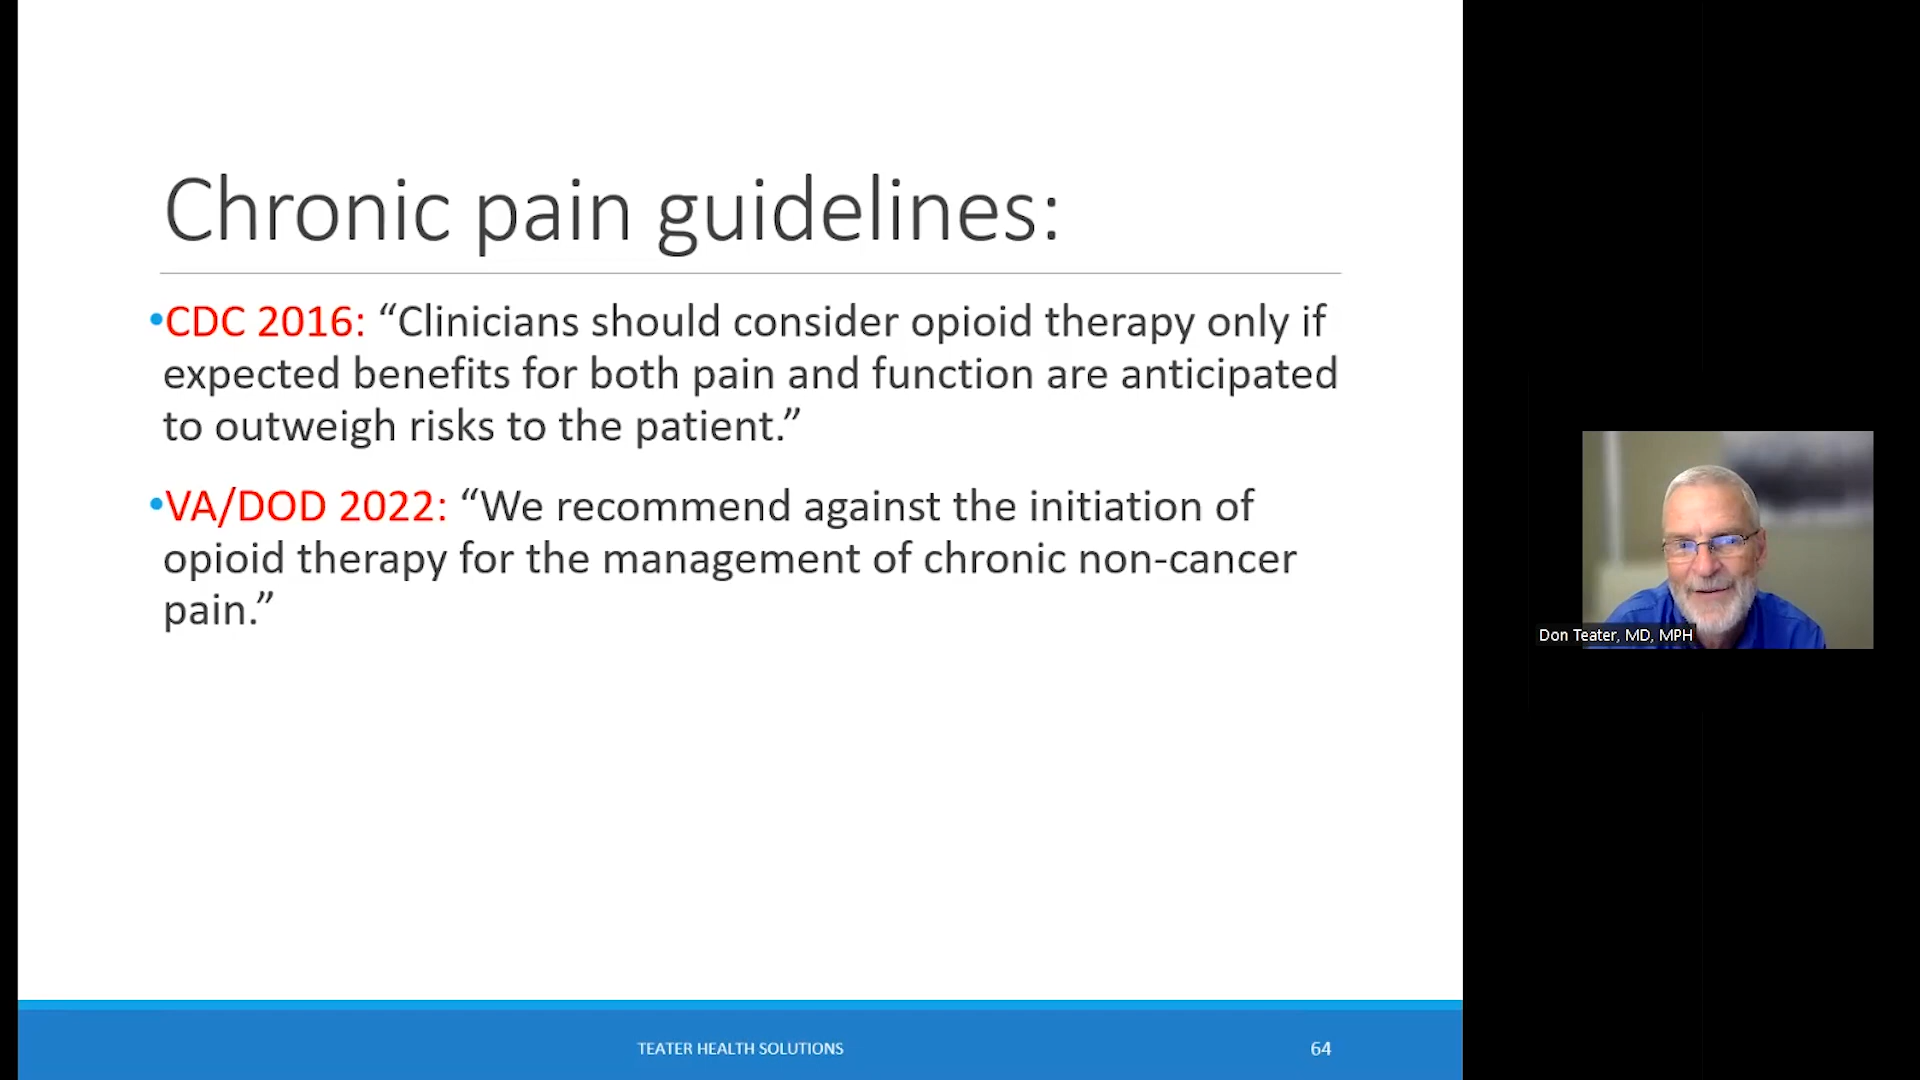 Chronic pain guidelines:
•CDC 2016: “Clinicians should consider opioid therapy only if
expected benefits for both pain and function are anticipated
to outweigh risks to the patient.”
•VA/DOD 2022: “We recommend against the initiation of
opioid therapy for the management of chronic non-cancer
pain.”
Don Teater, MD, MPH
TEATER HEALTH SOLUTIONS
64